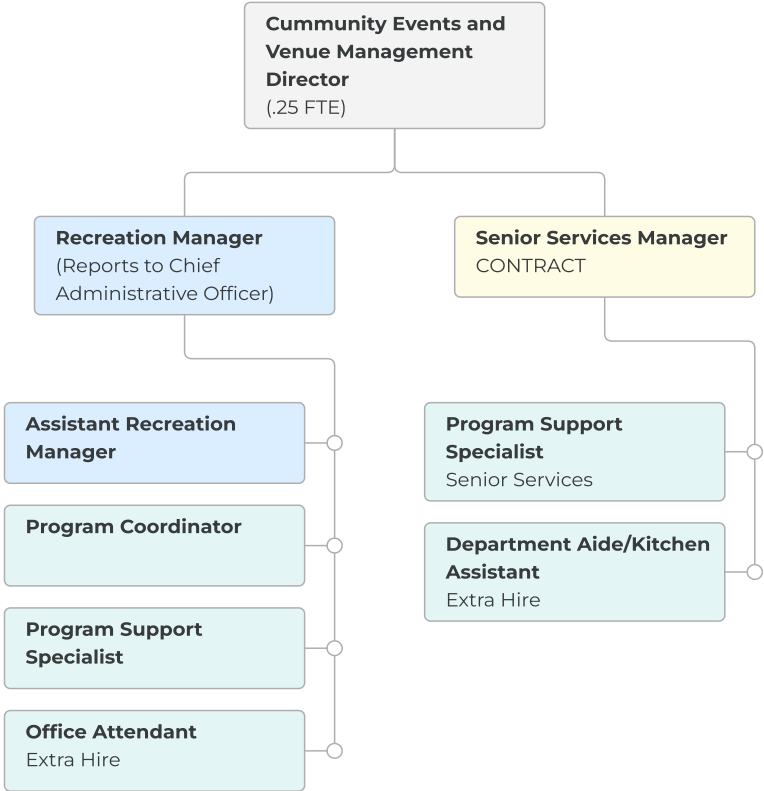 Cummunity Events and
Venue Management
Director
(.25 FTE)
Recreation Manager
(Reports to Chief
Administrative Officer)
Senior Services Manager
CONTRACT
Assistant Recreation
Manager
Program Coordinator
Program Support
Specialist
Office Attendant
Extra Hire
Program Support
Specialist
Senior Services
Department Aide/Kitchen
Assistant
Extra Hire